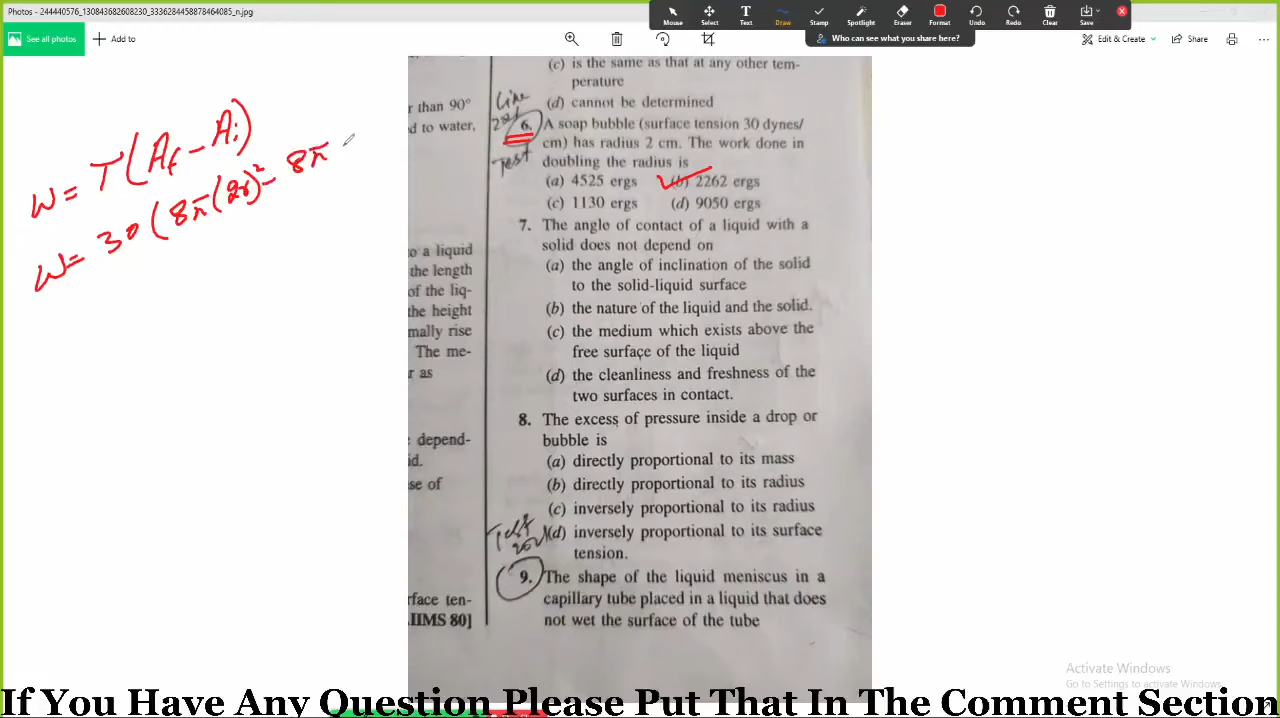 Photos - 244440576_130843682608230_3336284458878464085_n.jpg
Mouse Select Text Draw Stamp Spotlight Eraser Format Undo Redo Clear Save
See all photos Add to
Who can see what you share here?
Edit & Create Share
W = T(Af - Ai)
W = 30 (8π(2r)² - 8π
r than 90°
d to water,
o a liquid
the length
of the liq-
the height
mally rise
The me-
r as
depend-
id.
se of
rface ten-
IIMS 80]
(c) is the same as that at any other tem-
perature
(d) cannot be determined
6. A soap bubble (surface tension 30 dynes/
cm) has radius 2 cm. The work done in
Test
doubling the radius is
(a) 4525 ergs (b) 2262 ergs
(c) 1130 ergs (d) 9050 ergs
7. The angle of contact of a liquid with a
solid does not depend on
(a) the angle of inclination of the solid
to the solid-liquid surface
(b) the nature of the liquid and the solid.
(c) the medium which exists above the
free surface of the liquid
(d) the cleanliness and freshness of the
two surfaces in contact.
8. The excess of pressure inside a drop or
bubble is
(a) directly proportional to its mass
(b) directly proportional to its radius
(c) inversely proportional to its radius
Test
(d) inversely proportional to its surface
tension.
9. The shape of the liquid meniscus in a
capillary tube placed in a liquid that does
not wet the surface of the tube
Activate Windows
Go to Settings to activate Windows.
If You Have Any Question Please Put That In The Comment Section